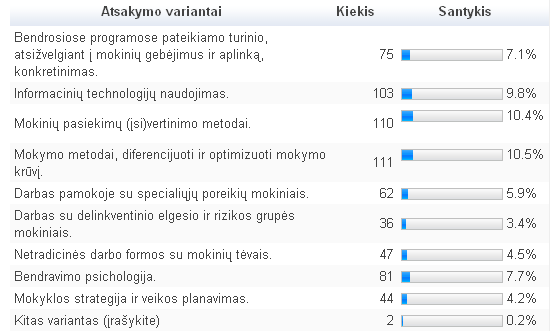 Atsakymo variantai Kiekis Santykis
Bendrosiose programose pateikiamo turinio,
atsižvelgiant į mokinių gebėjimus ir aplinką, 75 7.1%
konkretinimas.
Informacinių technologijų naudojimas. 103 9.8%
Mokinių pasiekimų (įsi)vertinimo metodai. 110 10.4%
Mokymo metodai, diferencijuoti ir optimizuoti mokymo 111 10.5%
krūvį.
Darbas pamokoje su specialiųjų poreikių mokiniais. 62 5.9%
Darbas su delinkventinio elgesio ir rizikos grupės 36 3.4%
mokiniais.
Netradicinės darbo formos su mokinių tėvais. 47 4.5%
Bendravimo psichologija. 81 7.7%
Mokyklos strategija ir veikos planavimas. 44 4.2%
Kitas variantas (įrašykite) 2 0.2%